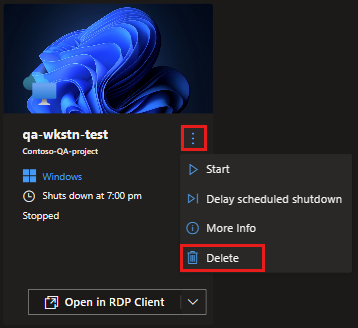 qa-wkstn-test
Contoso-QA-project
Windows
Shuts down at 7:00 pm
Stopped
Start
Delay scheduled shutdown
More Info
Delete
Open in RDP Client